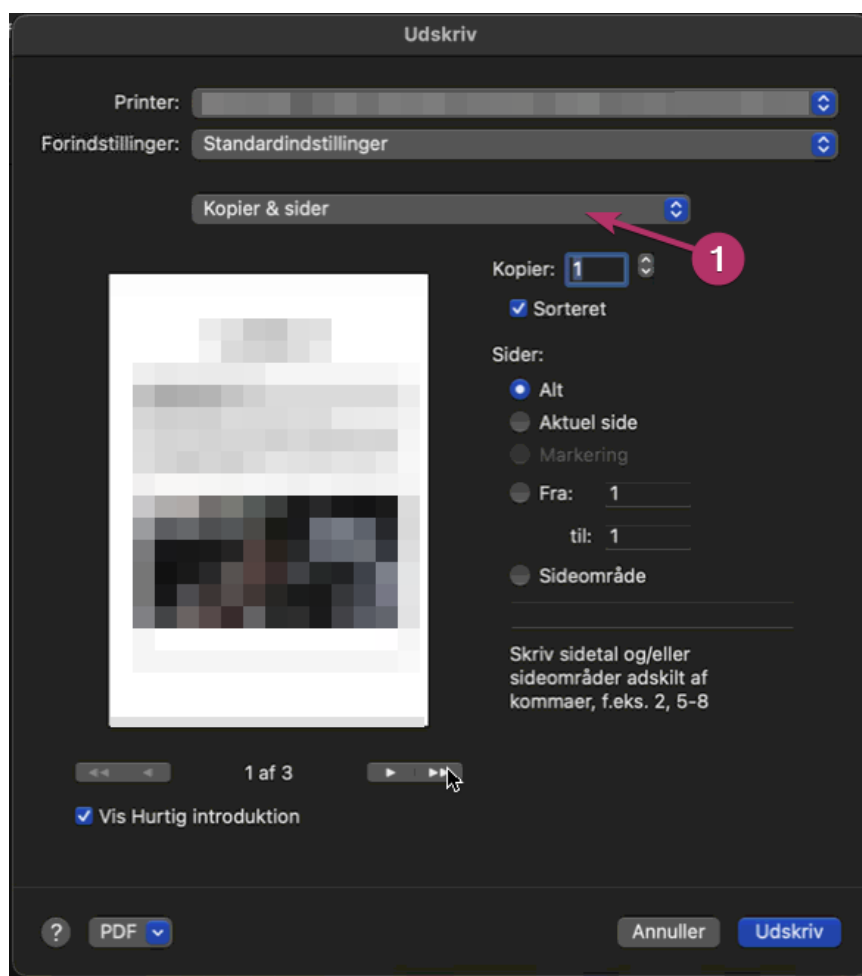 Udskriv
Printer:
Forindstillinger: Standardindstillinger
Kopier & sider
1
Kopier: 1
Sorteret
Sider:
Alt
Aktuel side
Markering
Fra: 1
til: 1
Sideområde
Skriv sidetal og/eller
sideområder adskilt af
kommaer, f.eks. 2, 5-8
1 af 3
Vis Hurtig introduktion
? PDF Annuller Udskriv